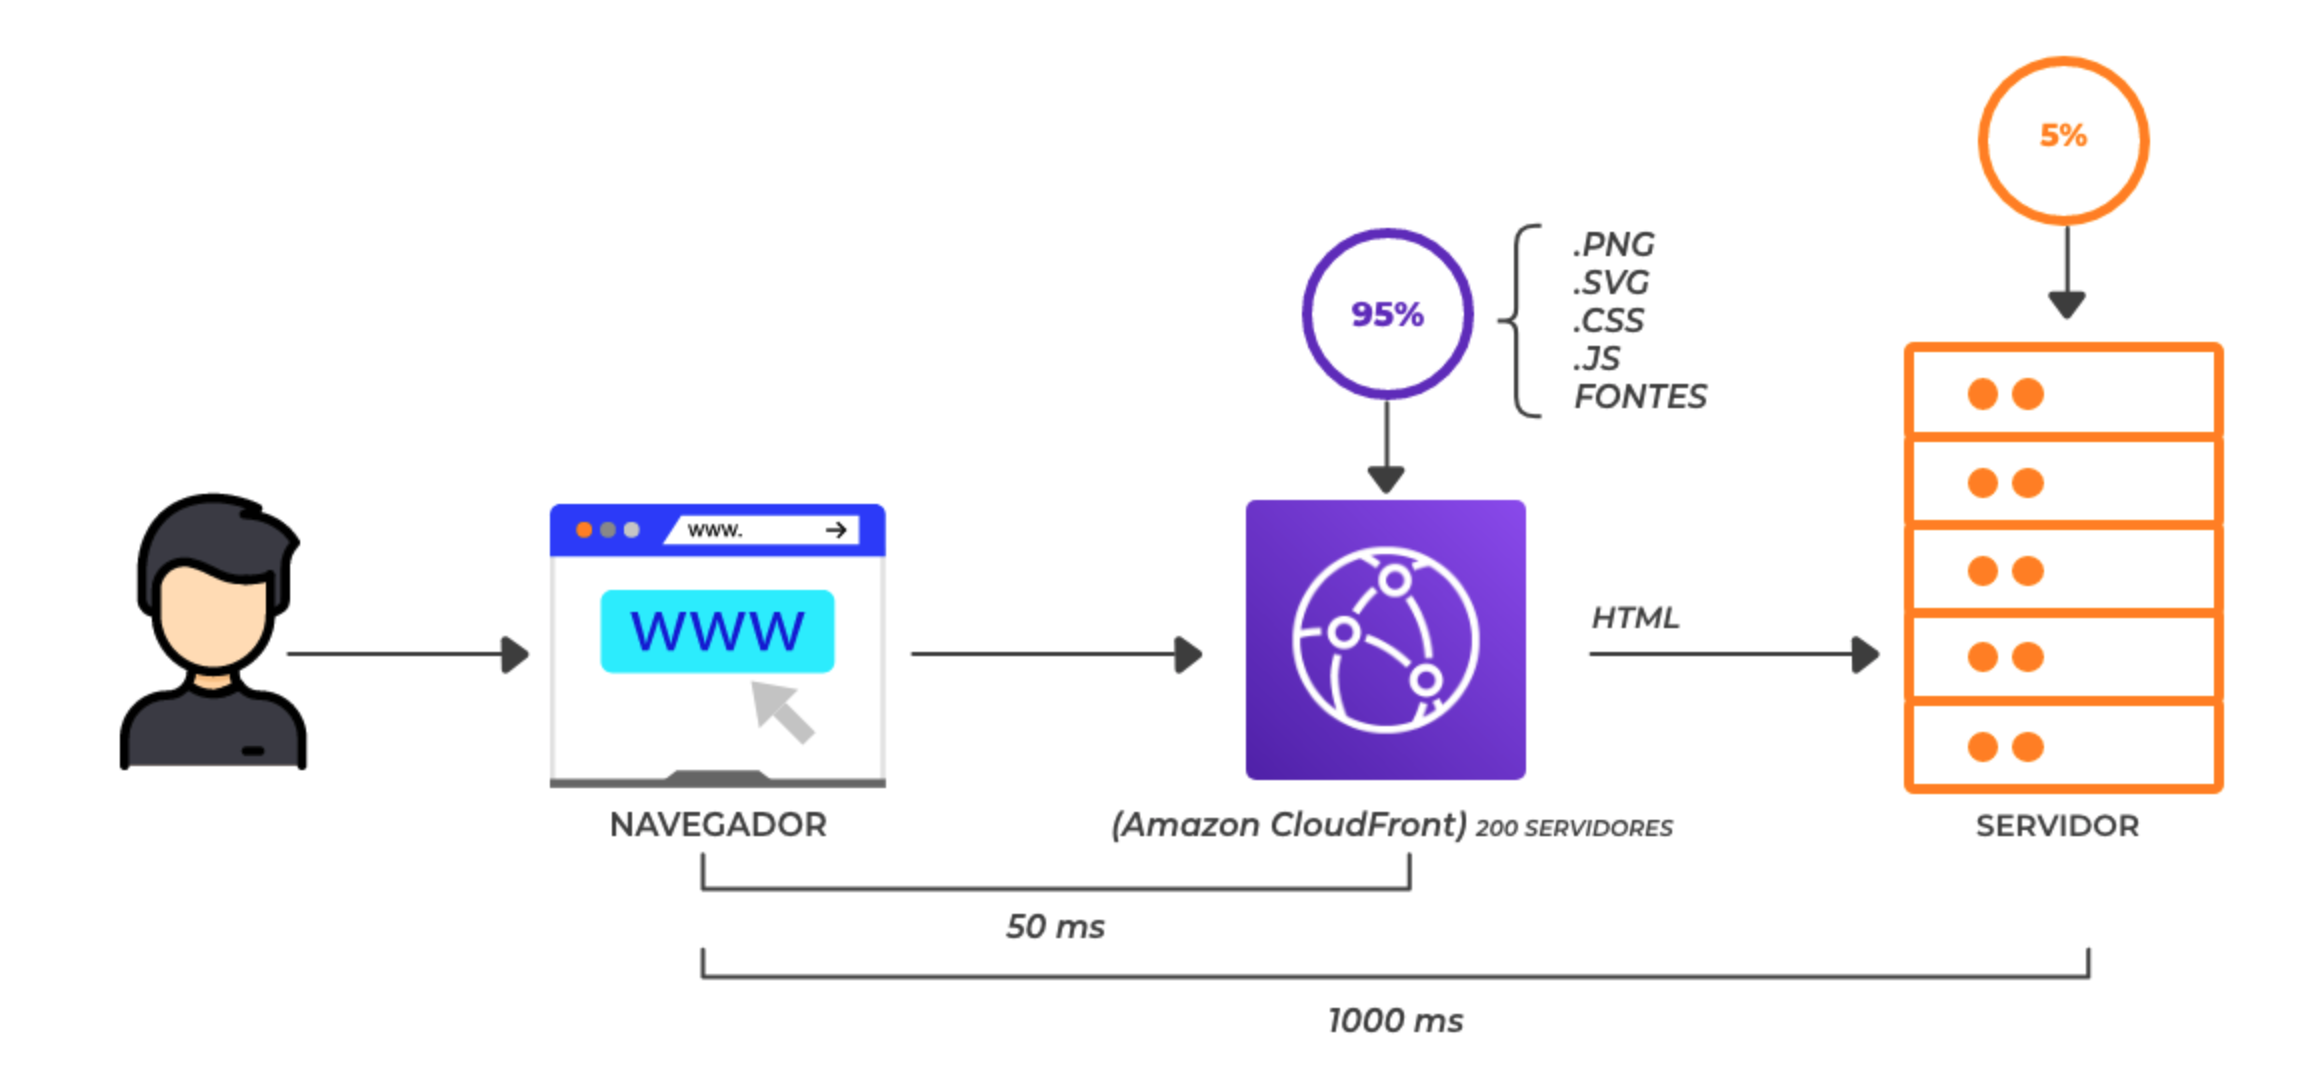 5%
95%
.PNG
.SVG
.CSS
.JS
FONTES
www.
WWW
HTML
NAVEGADOR
(Amazon CloudFront) 200 SERVIDORES
SERVIDOR
50 ms
1000 ms